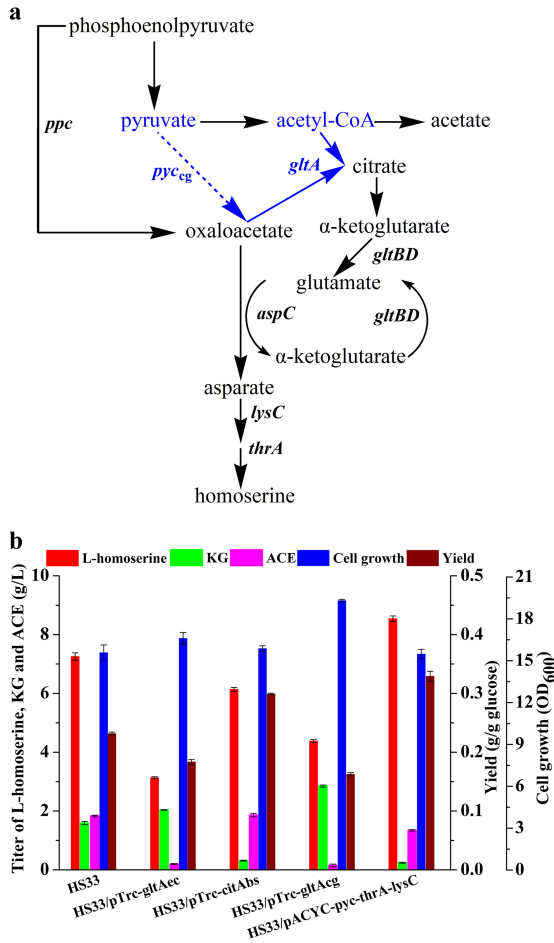 a
phosphoenolpyruvate
ppc
pyruvate
acetyl-CoA
acetate
pyccg
gltA
citrate
oxaloacetate
α-ketoglutarate
gltBD
glutamate
aspC
gltBD
α-ketoglutarate
asparate
lysC
thrA
homoserine
b
L-homoserine
KG
ACE
Cell growth
Yield
Titer of L-homoserine, KG and ACE (g/L)
10
8
6
4
2
0
Yield (g/g glucose)
0.5
0.4
0.3
0.2
0.1
0.0
Cell growth (OD600)
21
18
15
12
9
6
3
0
HS33
HS33/pTrc-gltAec
HS33/pTrc-citAbs
HS33/pTrc-gltAcg
HS33/pACYC-pyc-thrA-lysC